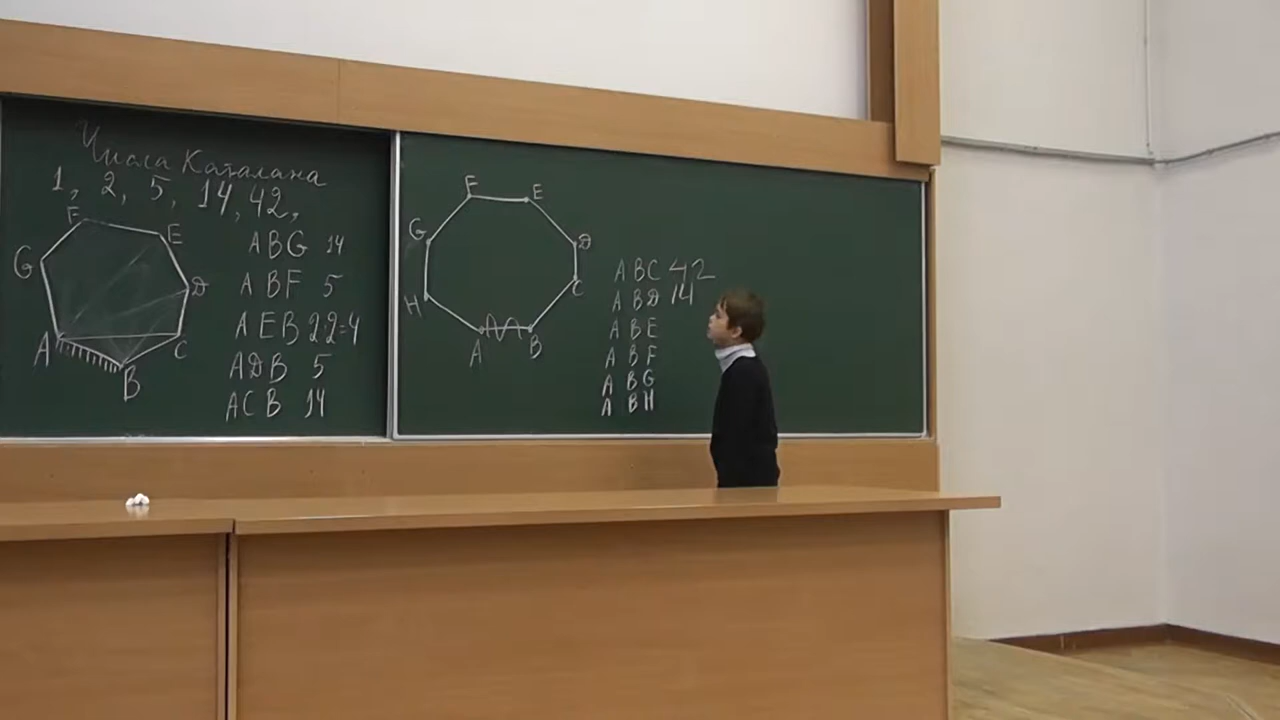 Числа Каталана
1, 2, 5, 14, 42,
F
E
G
D
A
C
B
ABG 14
ABF 5
AEB 2·2=4
ADB 5
ACB 14
F
E
G
D
C
H
A
B
ABC 42
ABD 14
ABE
ABF
ABG
ABH